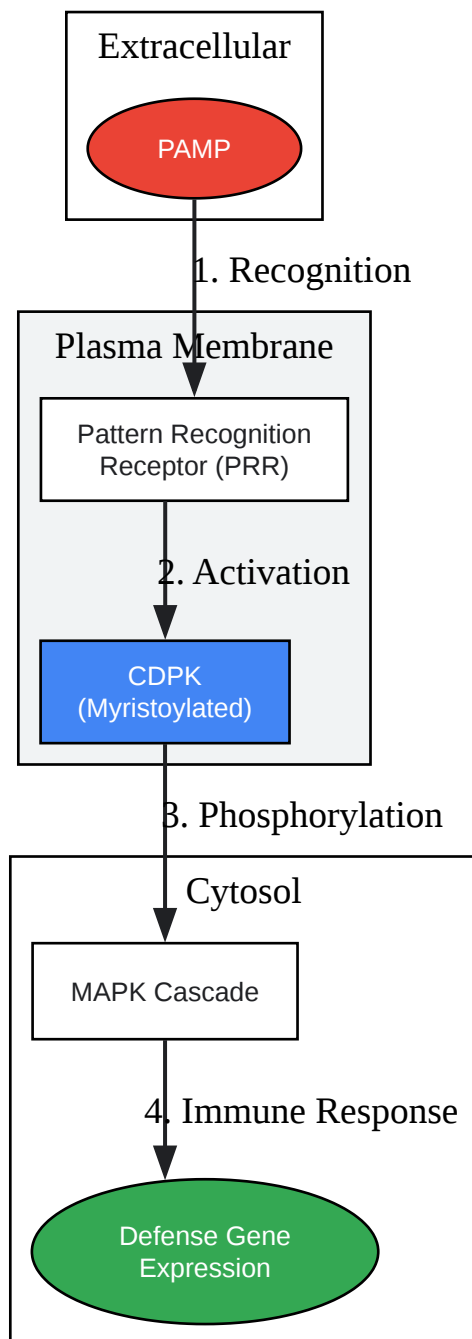 Extracellular
PAMP
1. Recognition
Plasma Membrane
Pattern Recognition
Receptor (PRR)
2. Activation
CDPK
(Myristoylated)
3. Phosphorylation
Cytosol
MAPK Cascade
4. Immune Response
Defense Gene
Expression